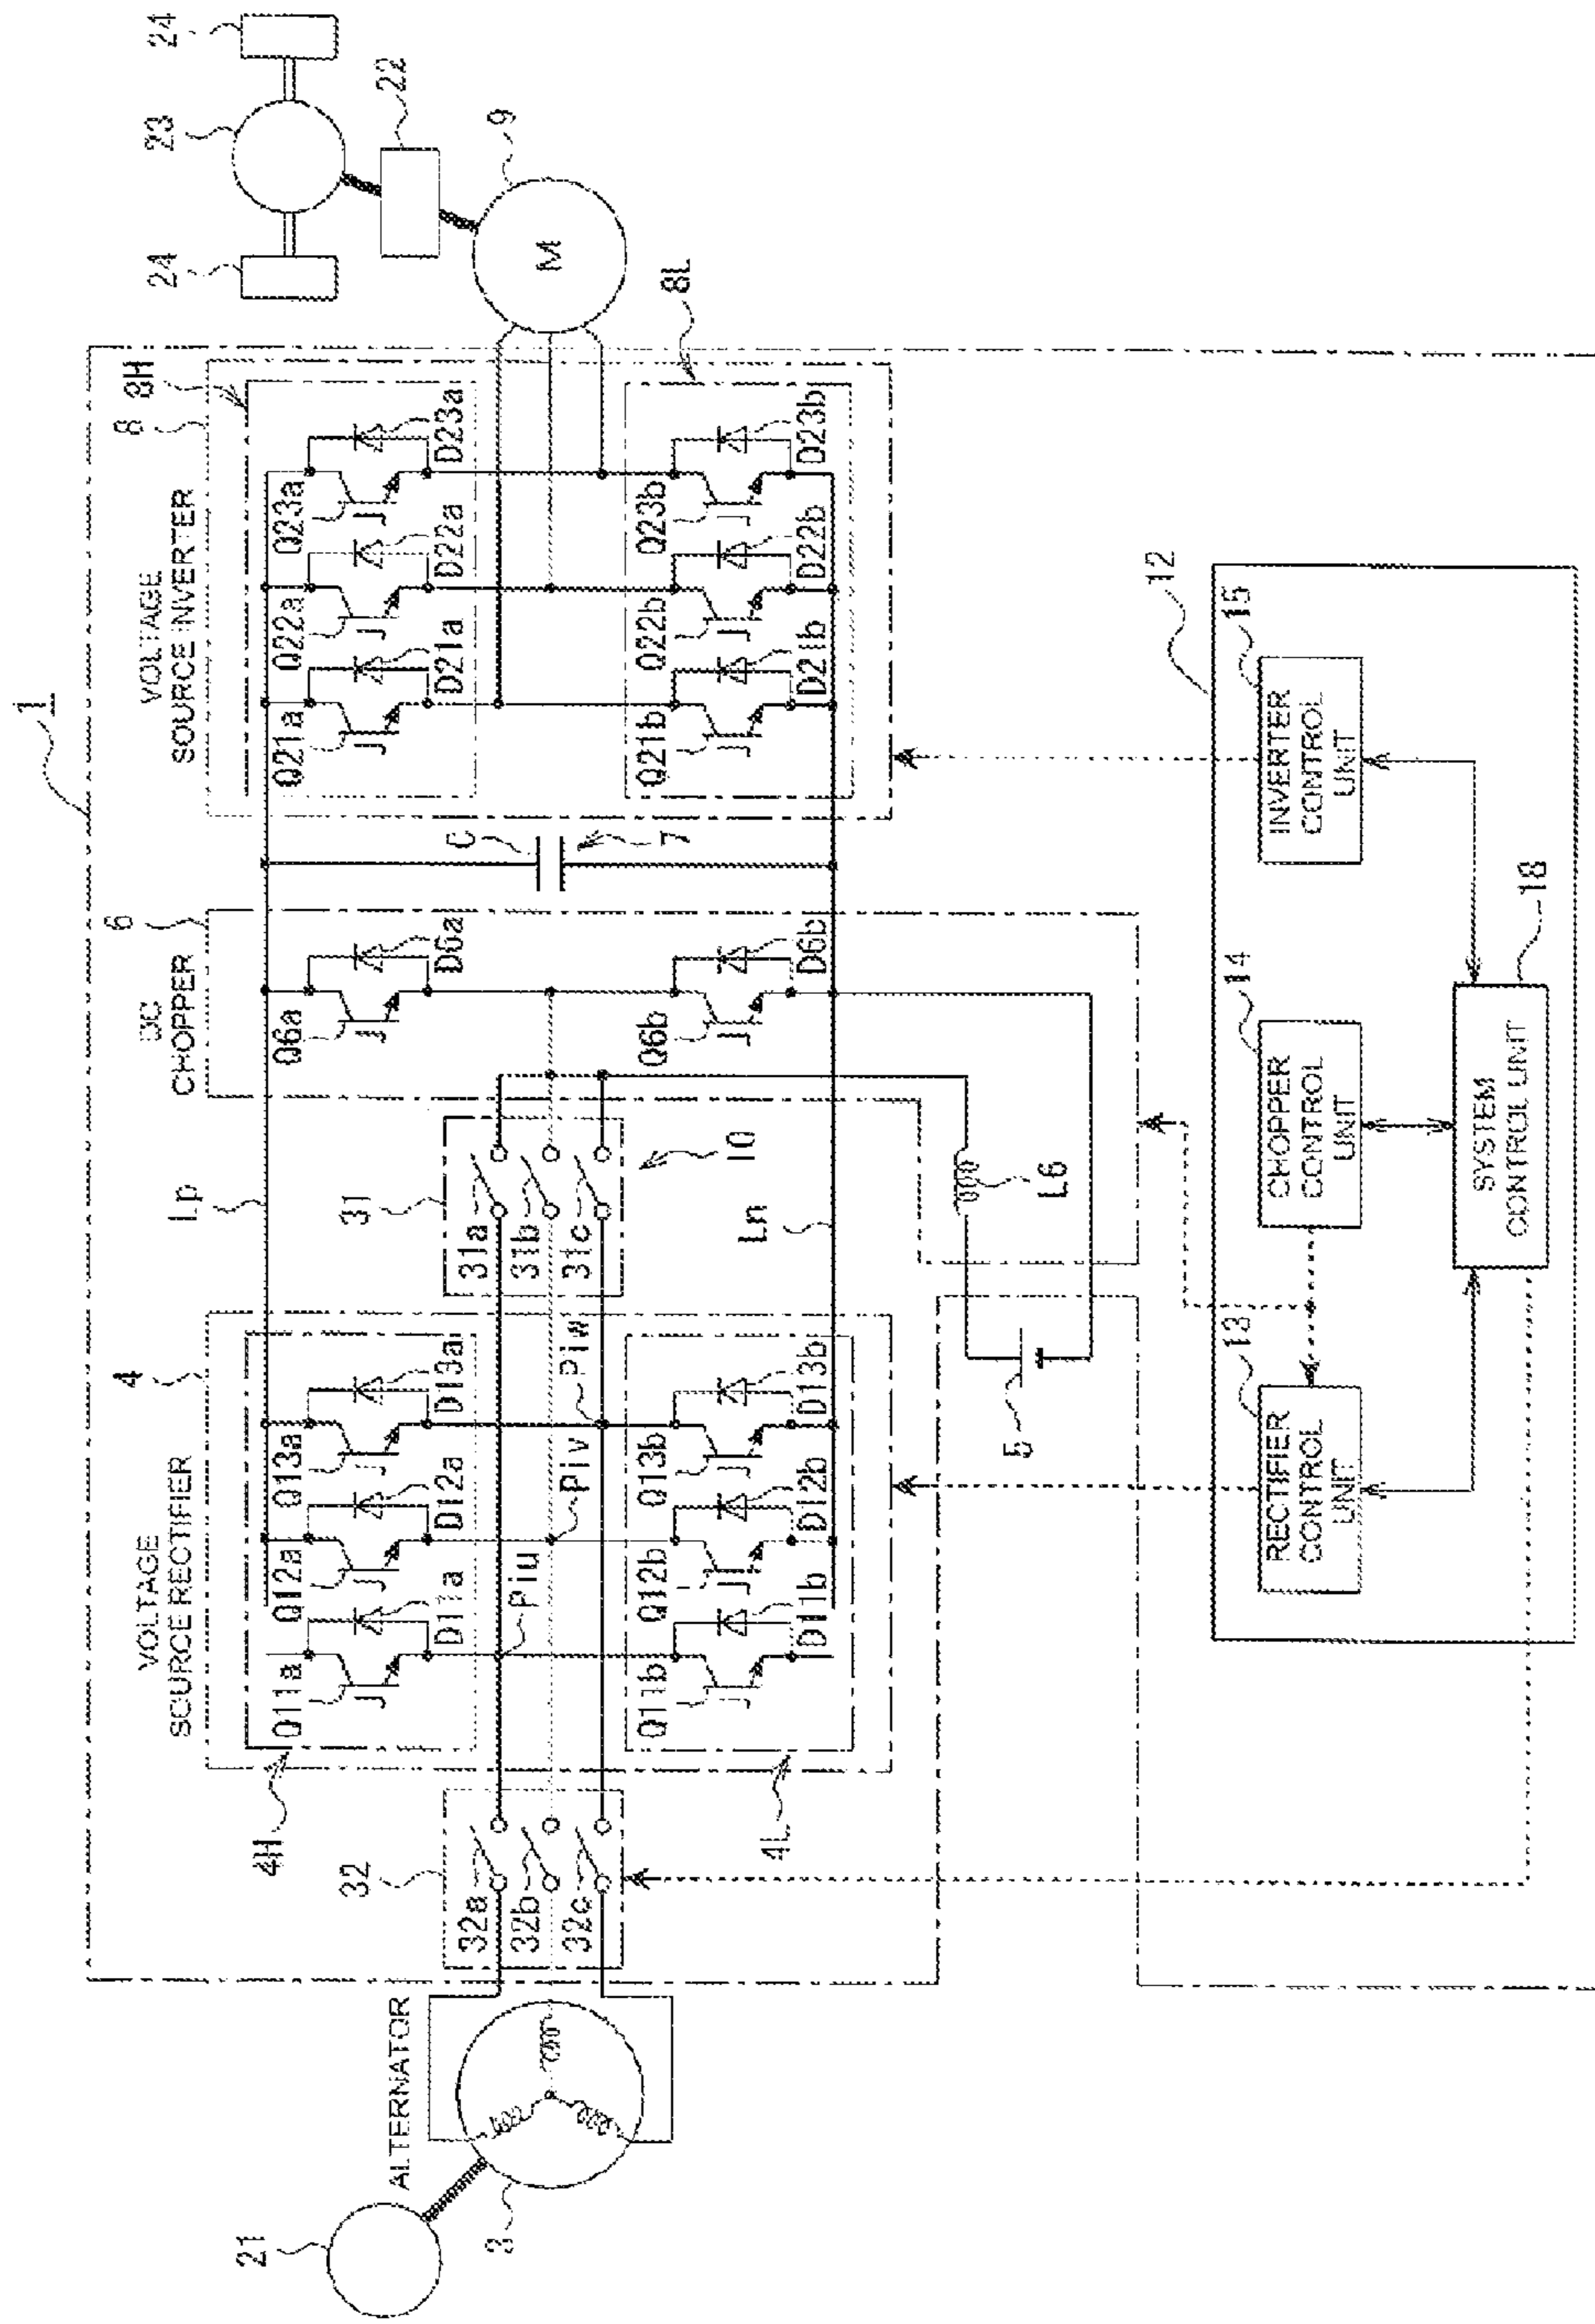 1
VOLTAGE
SOURCE RECTIFIER
4
Lp
DC
CHOPPER
6
VOLTAGE
SOURCE INVERTER
8
8H
4H
Q11a
Q12a
Q13a
D11a
D12a
D13a
Q6a
D6a
Q21a
Q22a
Q23a
D21a
D22a
D23a
24
23
24
22
9
M
21
ALTERNATOR
3
32
32a
32b
32c
Piu
Piv
Piw
31
31a
31b
31c
10
C
7
8L
4L
Q11b
Q12b
Q13b
D11b
D12b
D13b
Ln
Q6b
D6b
Q21b
Q22b
Q23b
D21b
D22b
D23b
5
L6
12
13
RECTIFIER
CONTROL
UNIT
14
CHOPPER
CONTROL
UNIT
15
INVERTER
CONTROL
UNIT
18
SYSTEM
CONTROL UNIT